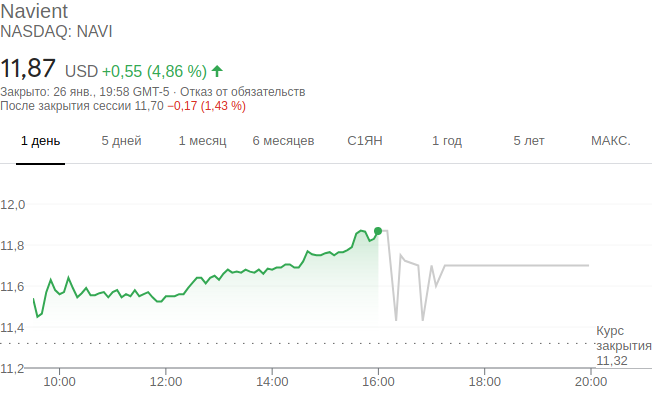 Navient
NASDAQ: NAVI
11,87 USD +0,55 (4,86 %)
Закрыто: 26 янв., 19:58 GMT-5 · Отказ от обязательств
После закрытия сессии 11,70 −0,17 (1,43 %)
1 день 5 дней 1 месяц 6 месяцев С1ЯН 1 год 5 лет МАКС.
12,0
11,8
11,6
11,4
Курс
закрытия
11,32
11,2
10:00 12:00 14:00 16:00 18:00 20:00